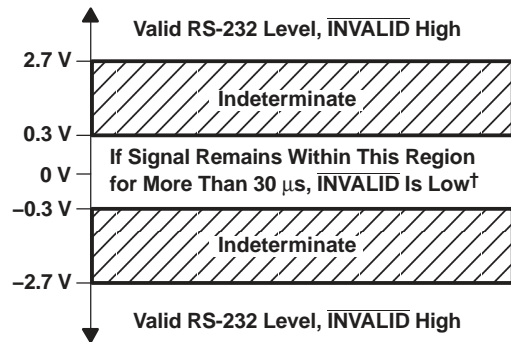 Valid RS-232 Level, INVALID High
2.7 V
Indeterminate
0.3 V
If Signal Remains Within This Region
0 V
for More Than 30 μs, INVALID Is Low†
–0.3 V
Indeterminate
–2.7 V
Valid RS-232 Level, INVALID High